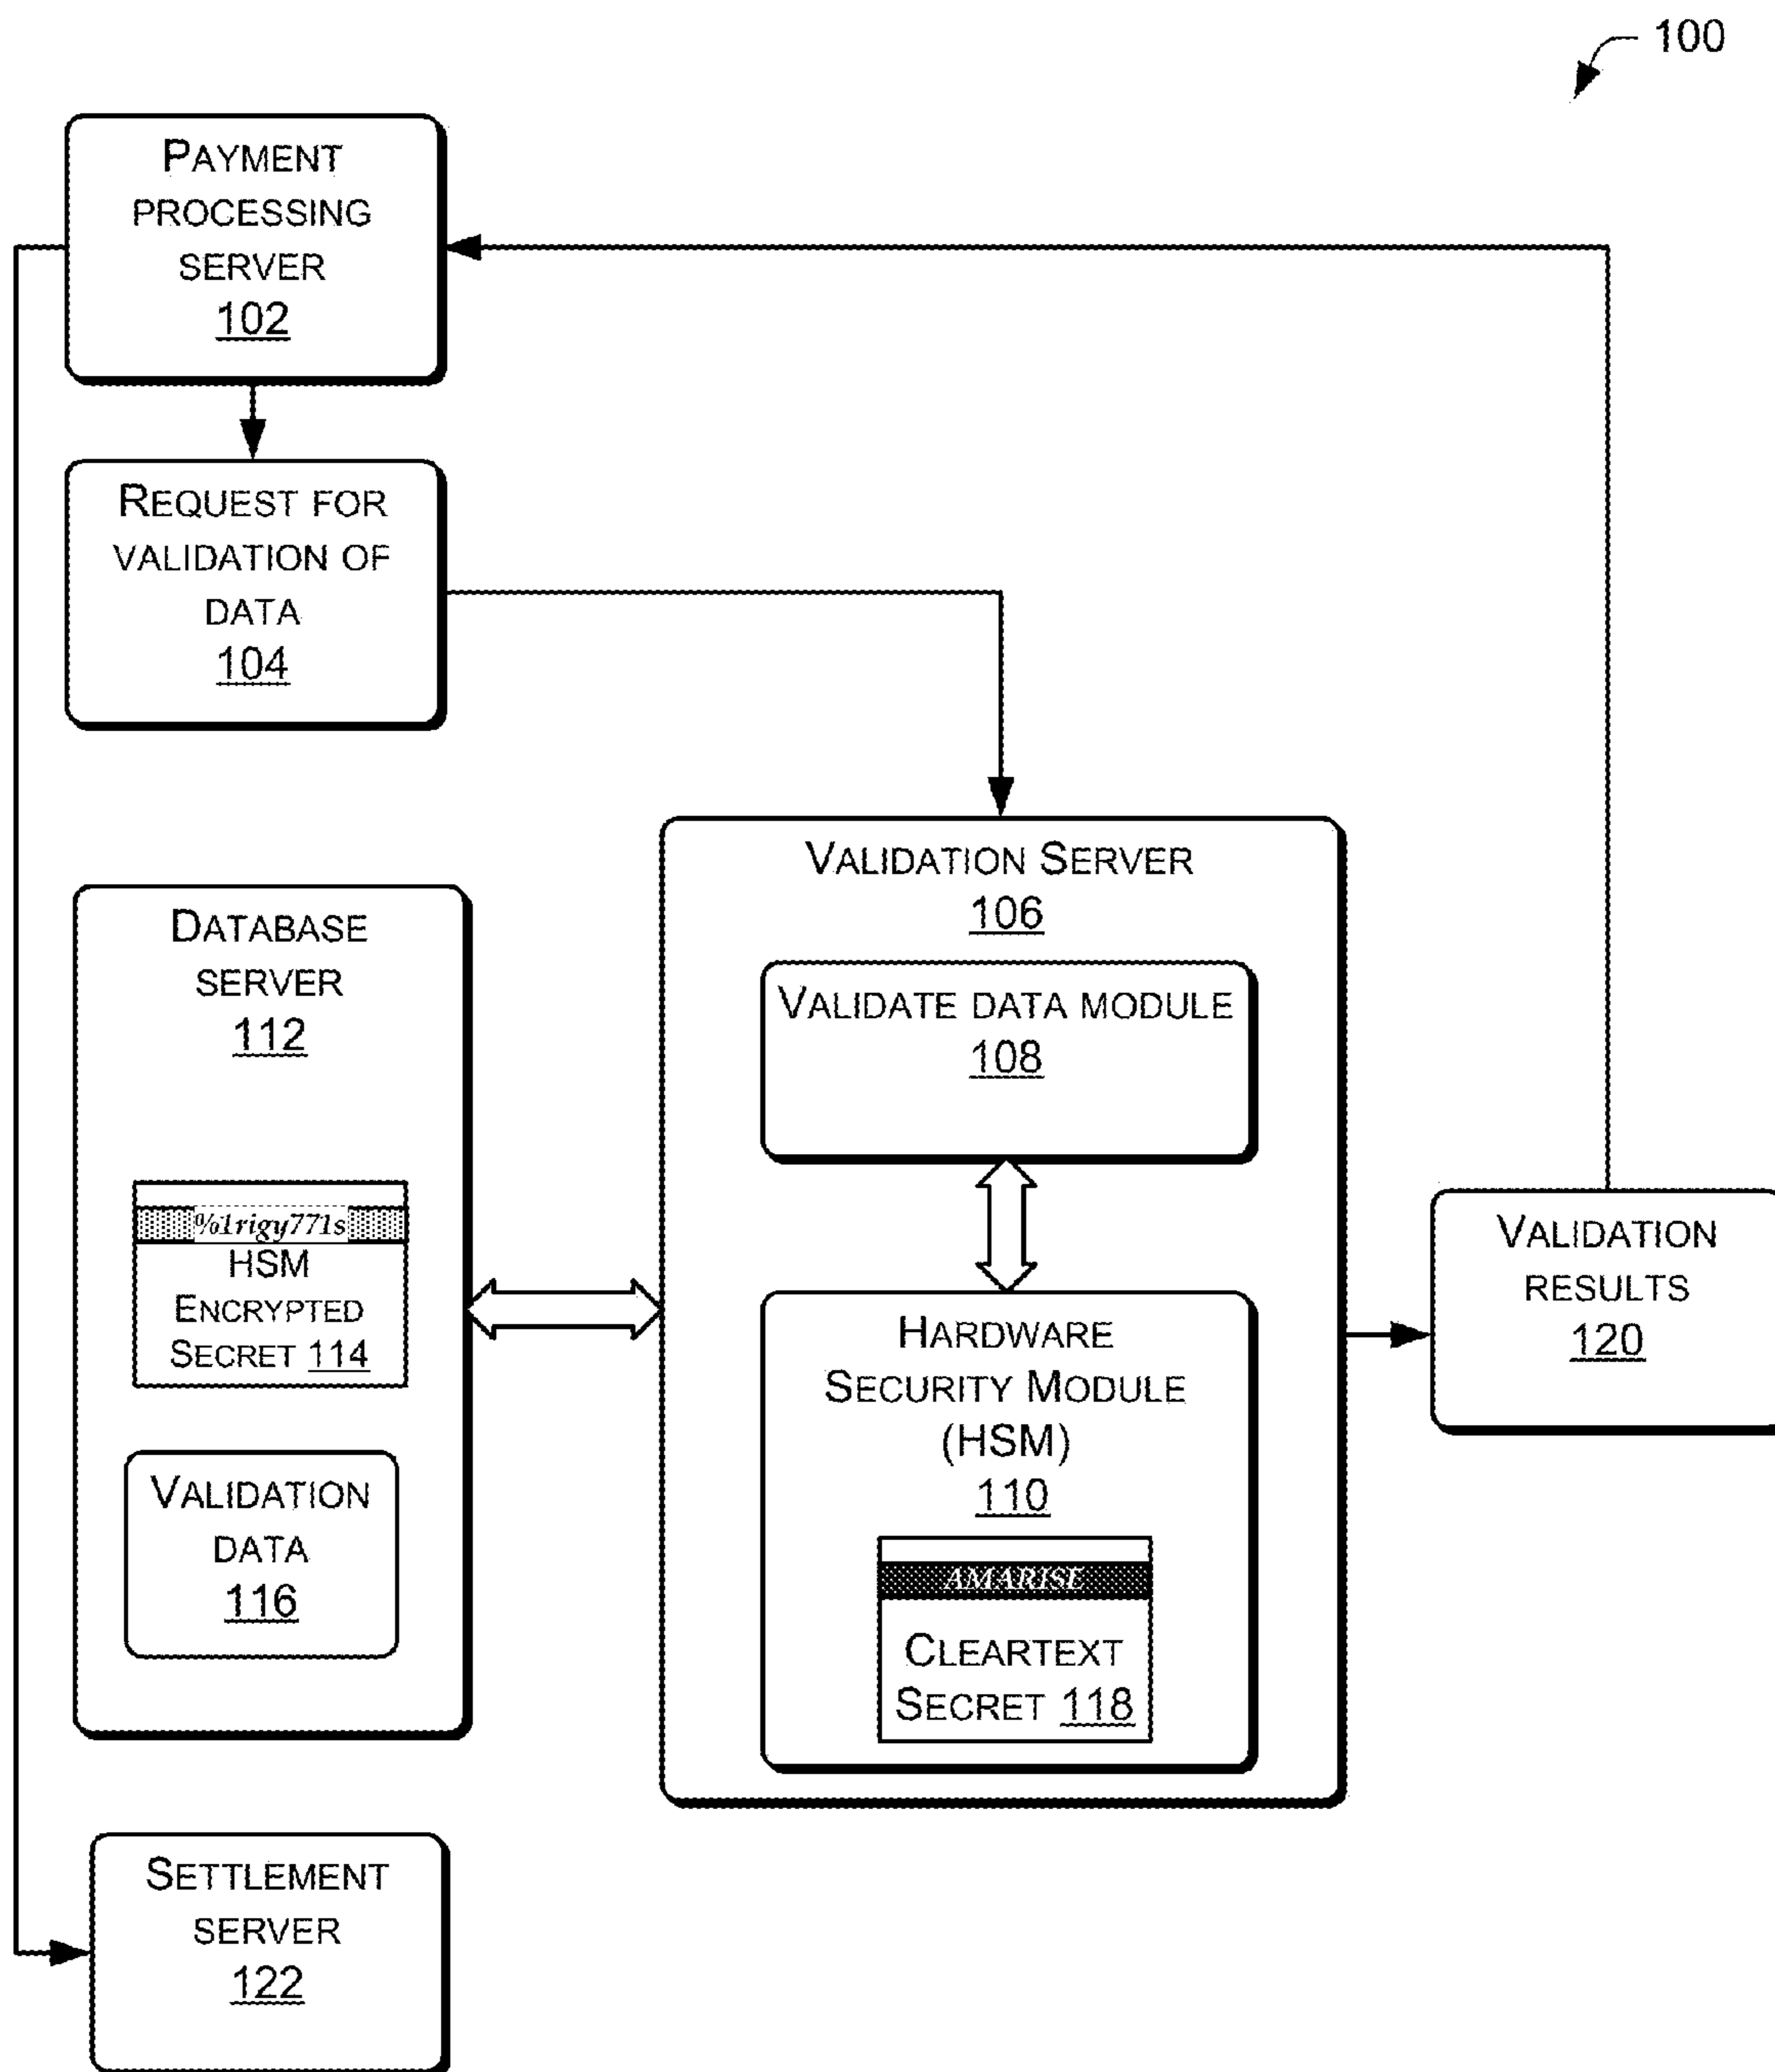 100
PAYMENT
PROCESSING
SERVER
102
REQUEST FOR
VALIDATION OF
DATA
104
VALIDATION SERVER
106
VALIDATE DATA MODULE
108
DATABASE
SERVER
112
%1rigy771s
HSM
ENCRYPTED
SECRET 114
VALIDATION
DATA
116
HARDWARE
SECURITY MODULE
(HSM)
110
AMARISE
CLEARTEXT
SECRET 118
VALIDATION
RESULTS
120
SETTLEMENT
SERVER
122